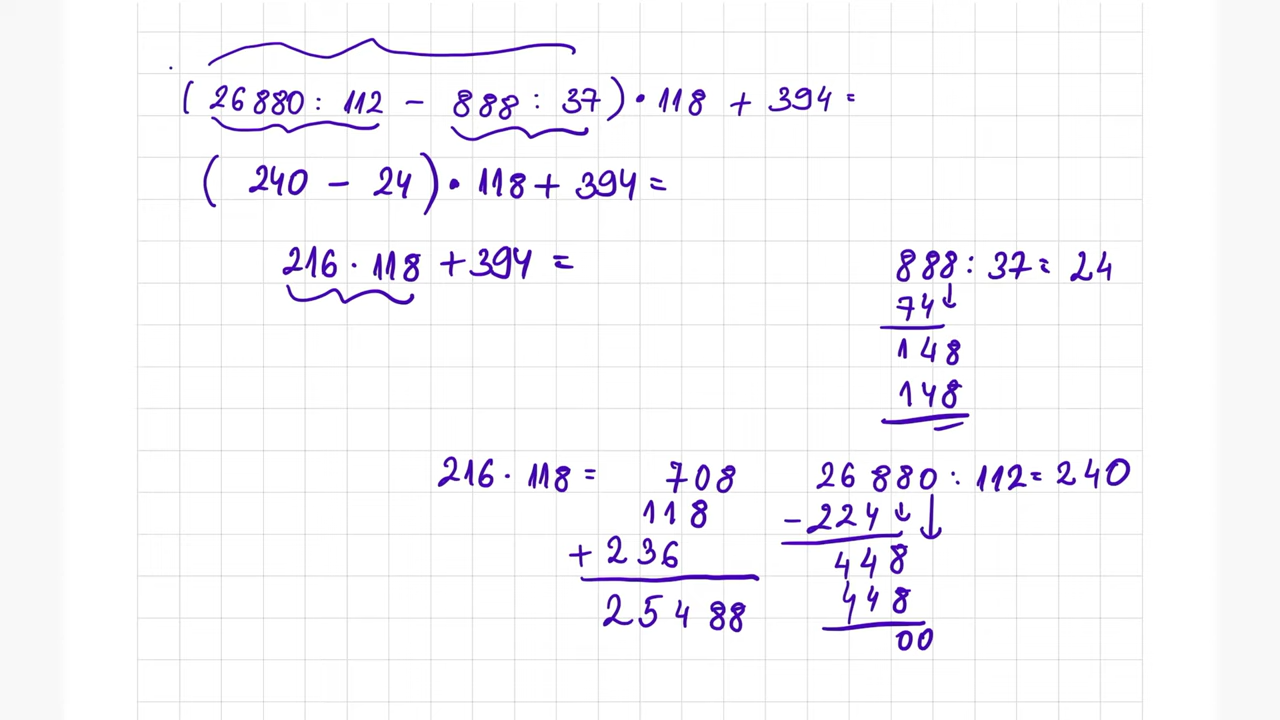 (26880 : 112 - 888 : 37) · 118 + 394 =
(240 - 24) · 118 + 394 =
216 · 118 + 394 =
888 : 37 = 24
74↓
148
148
216 · 118 =
708
118
+ 236
25488
26880 : 112 = 240
- 224↓↓
448
448
00